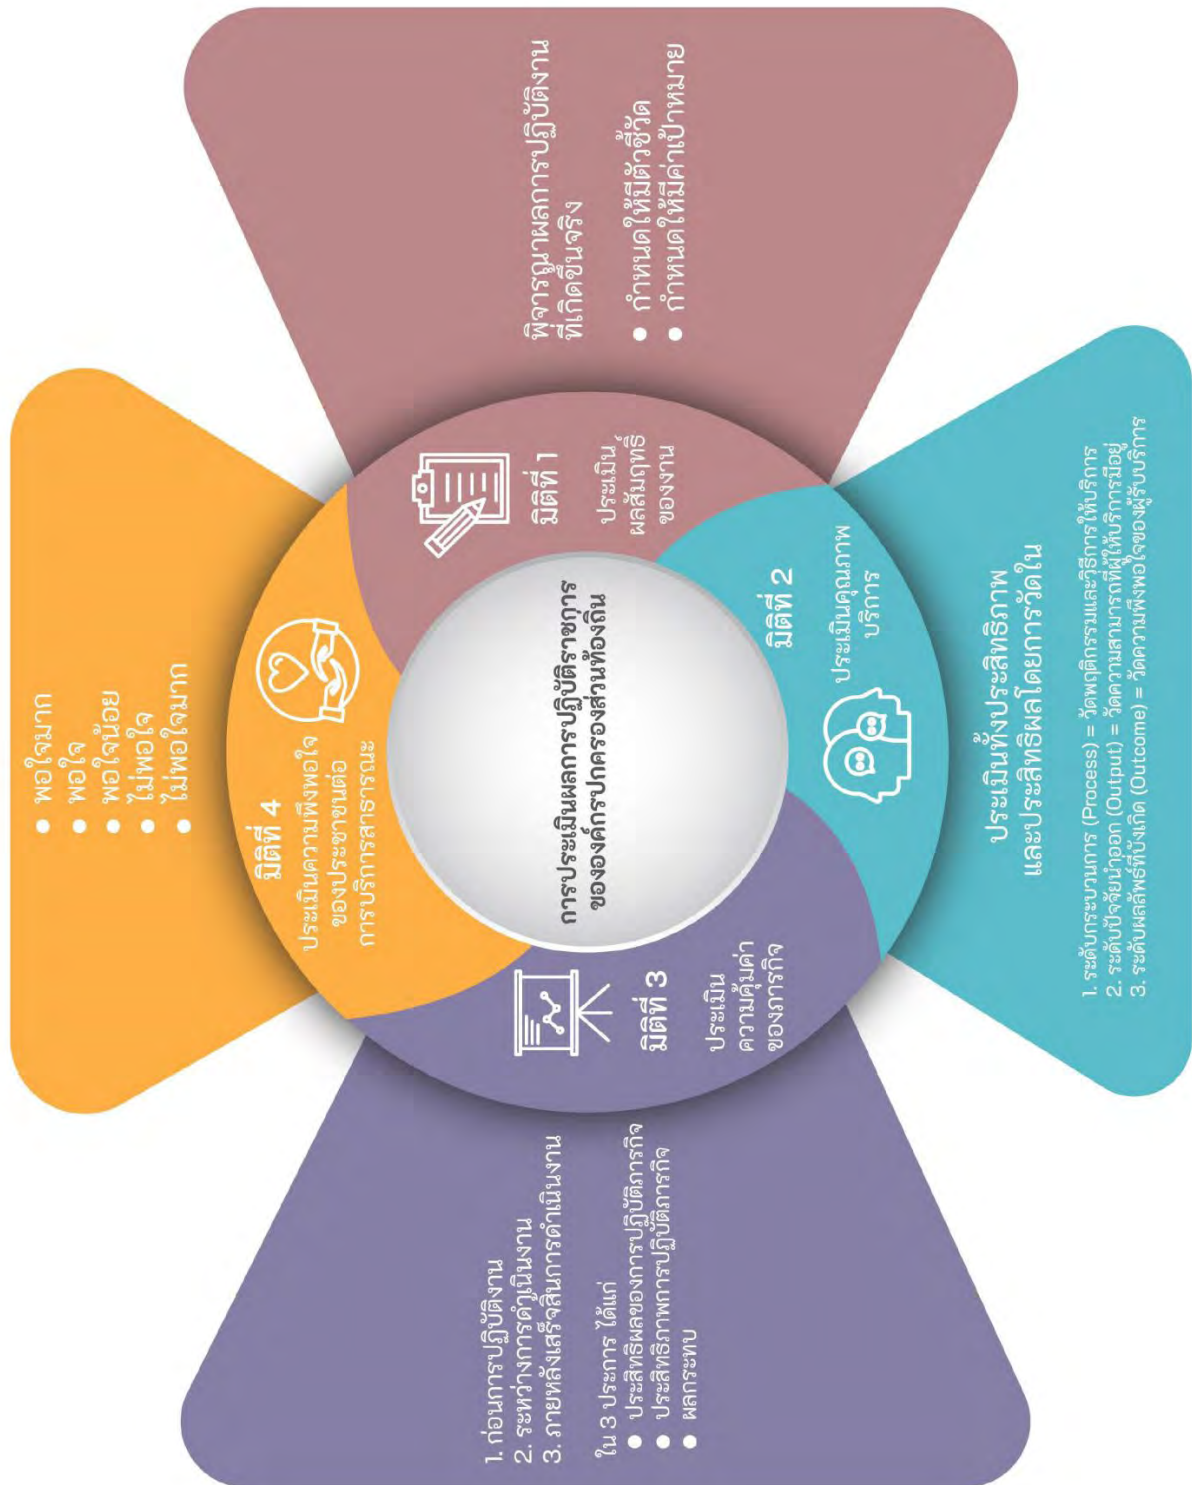 การประเมินผลการปฏิบัติราชการ
ขององค์กรปกครองส่วนท้องถิ่น
มิติที่ 1
ประเมิน
ผลสัมฤทธิ์
ของงาน
พิจารณาผลการปฏิบัติงาน
ที่เกิดขึ้นจริง
● กำหนดให้มีตัวชี้วัด
● กำหนดให้มีค่าเป้าหมาย
มิติที่ 2
ประเมินคุณภาพ
บริการ
ประเมินทั้งประสิทธิภาพ
และประสิทธิผลโดยการวัดใน
1. ระดับกระบวนการ (Process) = วัดพฤติกรรมและวิธีการให้บริการ
2. ระดับปัจจัยนำออก (Output) = วัดความสามารถที่ผู้ให้บริการมีอยู่
3. ระดับผลลัพธ์ที่บังเกิด (Outcome) = วัดความพึงพอใจของผู้รับบริการ
มิติที่ 3
ประเมิน
ความคุ้มค่า
ของภารกิจ
1. ก่อนการปฏิบัติงาน
2. ระหว่างการดำเนินงาน
3. ภายหลังเสร็จสิ้นการดำเนินงาน
ใน 3 ประการ ได้แก่
● ประสิทธิผลของการปฏิบัติภารกิจ
● ประสิทธิภาพการปฏิบัติภารกิจ
● ผลกระทบ
มิติที่ 4
ประเมินความพึงพอใจ
ของประชาชนต่อ
การบริการสาธารณะ
● พอใจมาก
● พอใจ
● พอใจน้อย
● ไม่พอใจ
● ไม่พอใจมาก